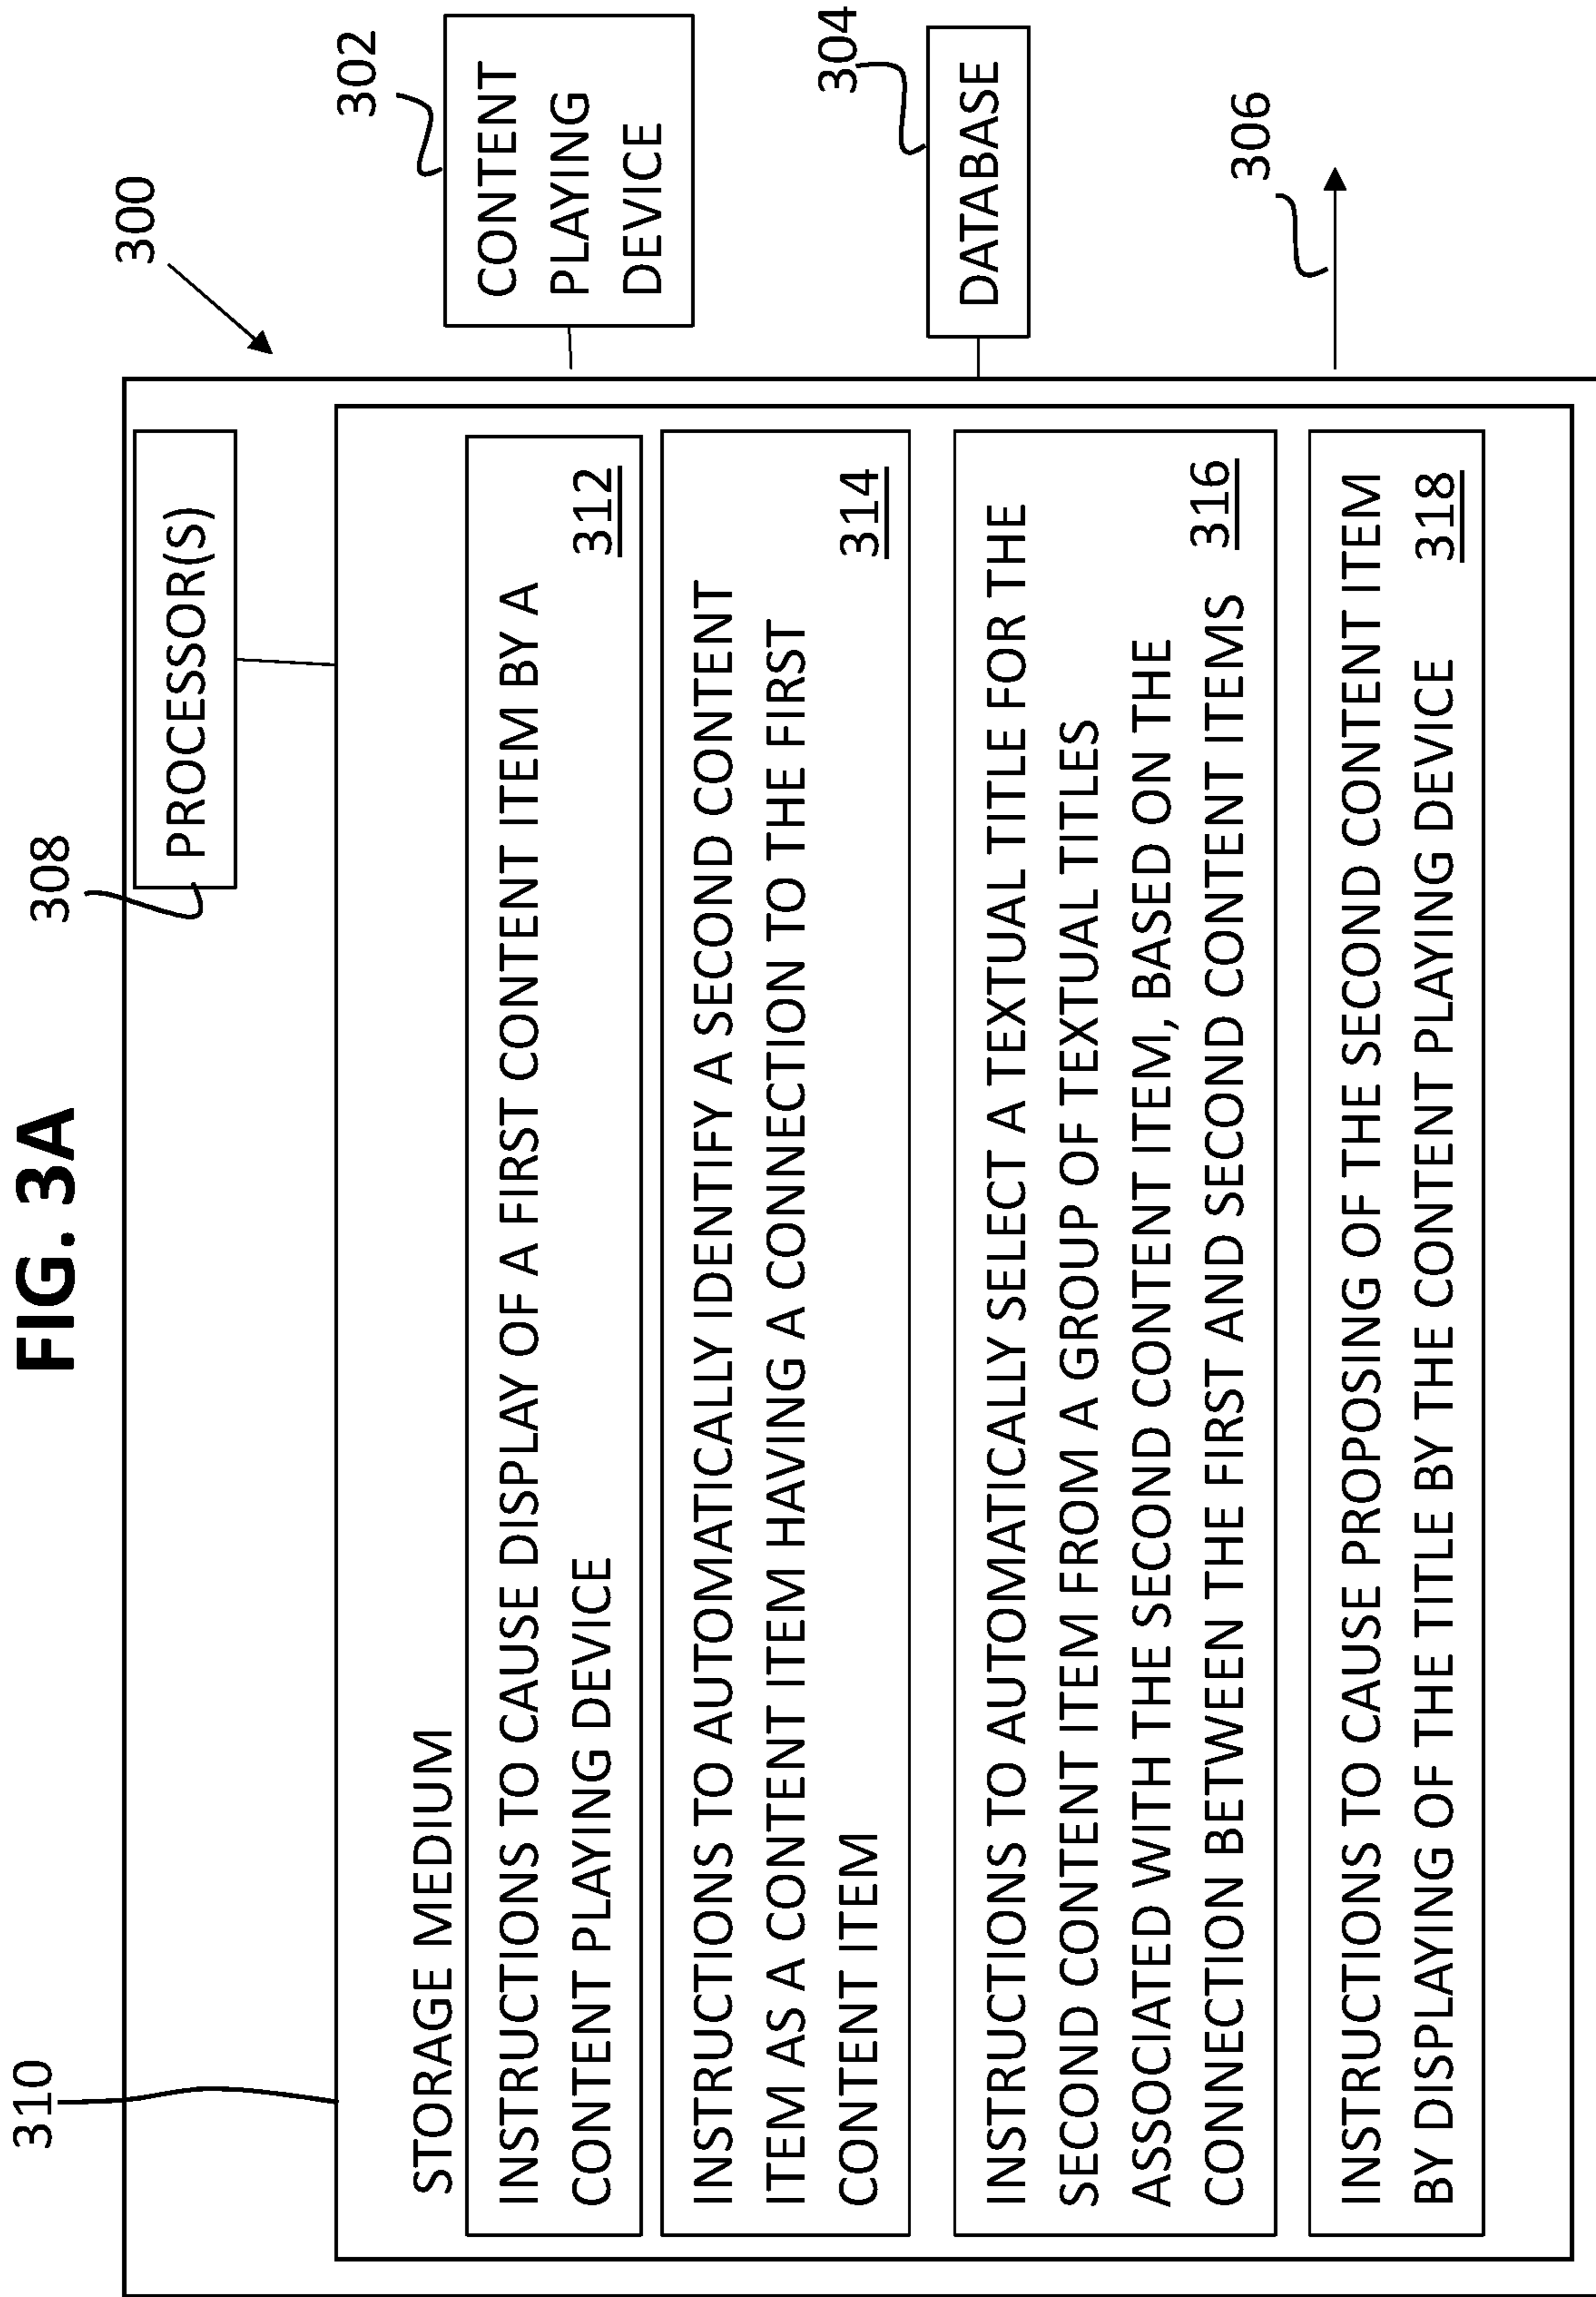 FIG. 3A
310
308
300
PROCESSOR(S)
302
CONTENT
PLAYING
DEVICE
STORAGE MEDIUM
INSTRUCTIONS TO CAUSE DISPLAY OF A FIRST CONTENT ITEM BY A
CONTENT PLAYING DEVICE 312
INSTRUCTIONS TO AUTOMATICALLY IDENTIFY A SECOND CONTENT
ITEM AS A CONTENT ITEM HAVING A CONNECTION TO THE FIRST
CONTENT ITEM 314
304
DATABASE
INSTRUCTIONS TO AUTOMATICALLY SELECT A TEXTUAL TITLE FOR THE
SECOND CONTENT ITEM FROM A GROUP OF TEXTUAL TITLES
ASSOCIATED WITH THE SECOND CONTENT ITEM, BASED ON THE
CONNECTION BETWEEN THE FIRST AND SECOND CONTENT ITEMS 316
306
INSTRUCTIONS TO CAUSE PROPOSING OF THE SECOND CONTENT ITEM
BY DISPLAYING OF THE TITLE BY THE CONTENT PLAYING DEVICE 318